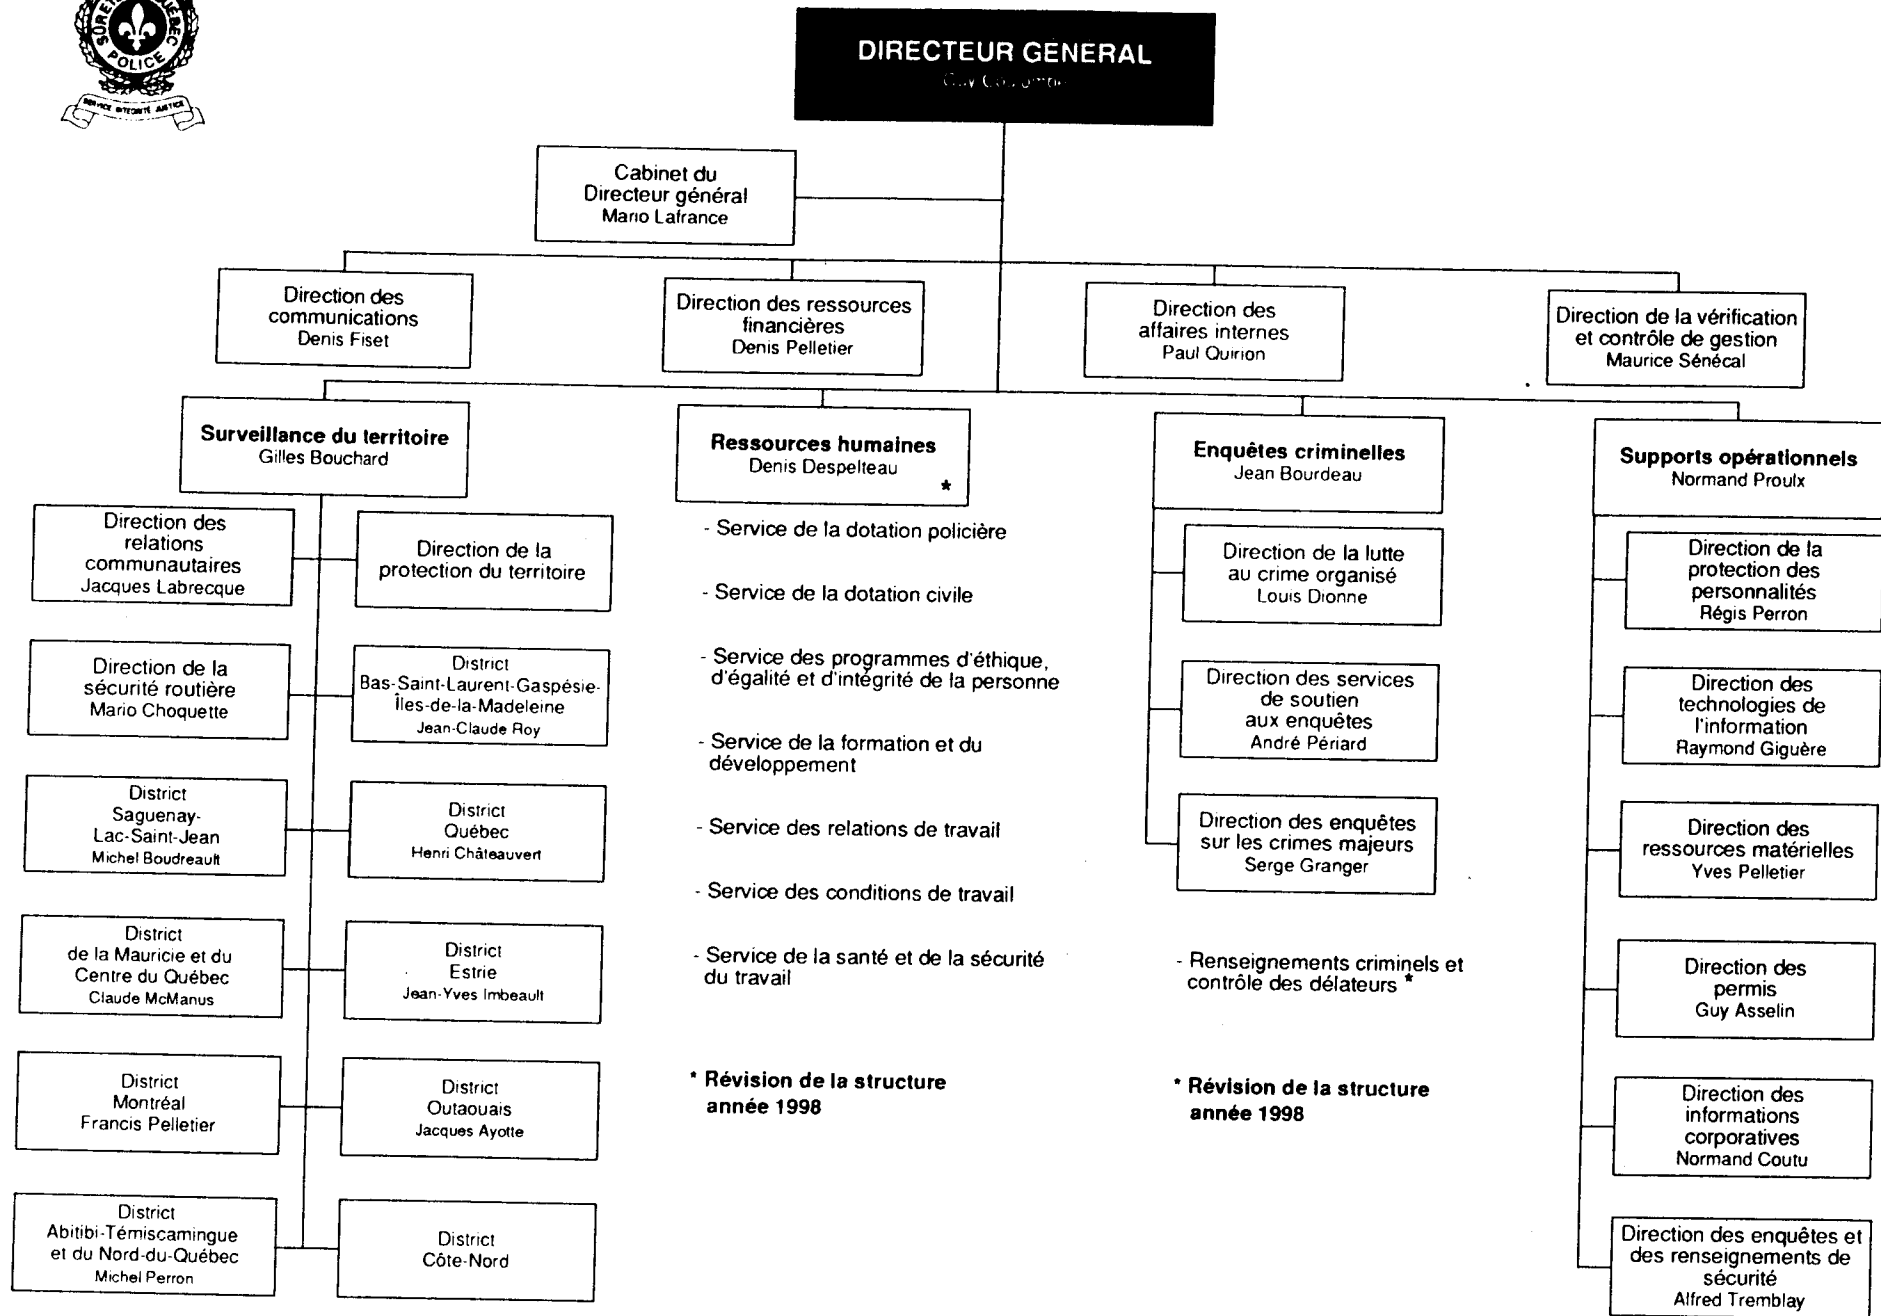 QUÉBEC
POLICE
SERVICE INTÉGRITÉ JUSTICE
DIRECTEUR GÉNÉRAL
Guy Coulombe
Cabinet du
Directeur général
Mario Lafrance
Direction des
communications
Denis Fiset
Direction des ressources
financières
Denis Pelletier
Direction des
affaires internes
Paul Quirion
Direction de la vérification
et contrôle de gestion
Maurice Sénécal
Surveillance du territoire
Gilles Bouchard
Direction des
relations
communautaires
Jacques Labrecque
Direction de la
protection du territoire
Direction de la
sécurité routière
Mario Choquette
District
Bas-Saint-Laurent-Gaspésie-
Îles-de-la-Madeleine
Jean-Claude Roy
District
Saguenay-
Lac-Saint-Jean
Michel Boudreault
District
Québec
Henri Châteauvert
District
de la Mauricie et du
Centre du Québec
Claude McManus
District
Estrie
Jean-Yves Imbeault
District
Montréal
Francis Pelletier
District
Outaouais
Jacques Ayotte
District
Abitibi-Témiscamingue
et du Nord-du-Québec
Michel Perron
District
Côte-Nord
Ressources humaines
Denis Despelteau
*
- Service de la dotation policière
- Service de la dotation civile
- Service des programmes d'éthique,
d'égalité et d'intégrité de la personne
- Service de la formation et du
développement
- Service des relations de travail
- Service des conditions de travail
- Service de la santé et de la sécurité
du travail
* Révision de la structure
année 1998
Enquêtes criminelles
Jean Bourdeau
Direction de la lutte
au crime organisé
Louis Dionne
Direction des services
de soutien
aux enquêtes
André Périard
Direction des enquêtes
sur les crimes majeurs
Serge Granger
- Renseignements criminels et
contrôle des délateurs *
* Révision de la structure
année 1998
Supports opérationnels
Normand Proulx
Direction de la
protection des
personnalités
Régis Perron
Direction des
technologies de
l'information
Raymond Giguère
Direction des
ressources matérielles
Yves Pelletier
Direction des
permis
Guy Asselin
Direction des
informations
corporatives
Normand Coutu
Direction des enquêtes et
des renseignements de
sécurité
Alfred Tremblay